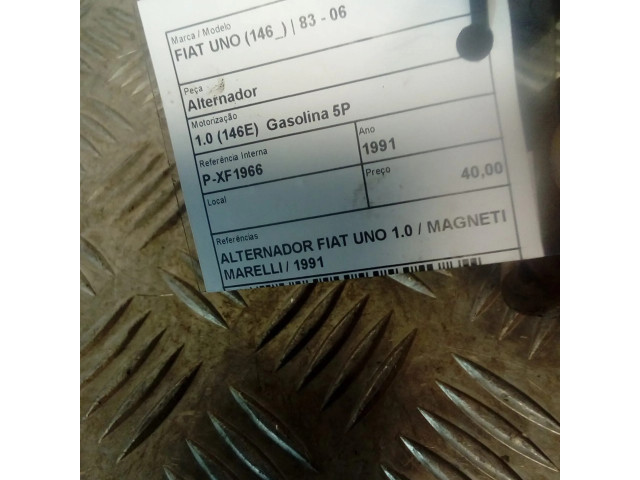 Marca / Modelo
FIAT UNO (146_) | 83 - 06
Peça
Alternador
Motorização
1.0 (146E) Gasolina 5P
Referência Interna
P-XF1966
Ano
1991
Local
Preço
40,00
Referências
ALTERNADOR FIAT UNO 1.0 / MAGNETI
MARELLI / 1991